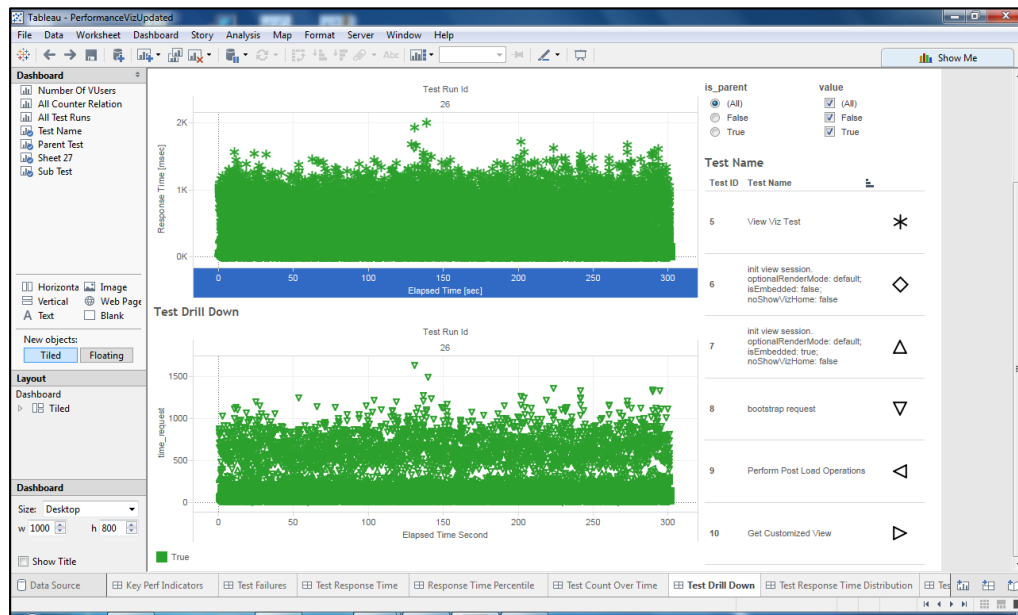 Tableau - PerformanceVizUpdated
File Data Worksheet Dashboard Story Analysis Map Format Server Window Help
Abc
Show Me
Dashboard
Number Of VUsers
All Counter Relation
All Test Runs
Test Name
Parent Test
Sheet 27
Sub Test
Horizonta Image
Vertical Web Page
A Text Blank
New objects:
Tiled Floating
Layout
Dashboard
Tiled
Dashboard
Size: Desktop
w 1000 h 800
Show Title
Test Run Id
26
Response Time [msec]
2K
1K
0K
0 50 100 150 200 250 300
Elapsed Time [sec]
Test Drill Down
Test Run Id
26
time_request
1500
1000
500
0
0 50 100 150 200 250 300
Elapsed Time Second
True
is_parent value
(All) (All)
False False
True True
Test Name
Test ID Test Name
5 View Viz Test
6 init view session.
optionalRenderMode: default;
isEmbedded: false;
noShowVizHome: false
7 init view session.
optionalRenderMode: default;
isEmbedded: true;
noShowVizHome: false
8 bootstrap request
9 Perform Post Load Operations
10 Get Customized View
Data Source Key Perf Indicators Test Failures Test Response Time Response Time Percentile Test Count Over Time Test Drill Down Test Response Time Distribution Tes